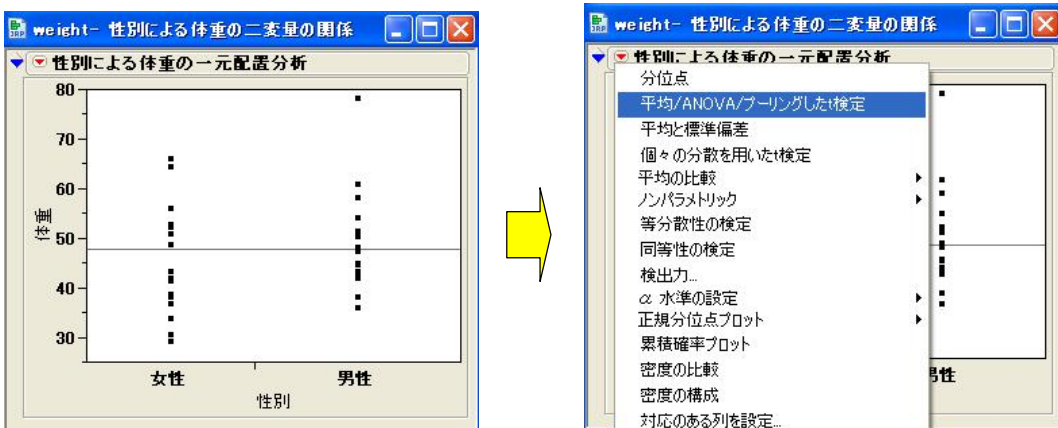 weight- 性別による体重の二変量の関係
性別による体重の一元配置分析
80
70
60
50
40
30
体重
女性
男性
性別
weight- 性別による体重の二変量の関係
性別による体重の一元配置分析
分位点
平均/ANOVA/プーリングしたt検定
平均と標準偏差
個々の分散を用いたt検定
平均の比較
ノンパラメトリック
等分散性の検定
同等性の検定
検出力...
α 水準の設定
正規分位点プロット
累積確率プロット
密度の比較
密度の構成
対応のある列を設定...
男性